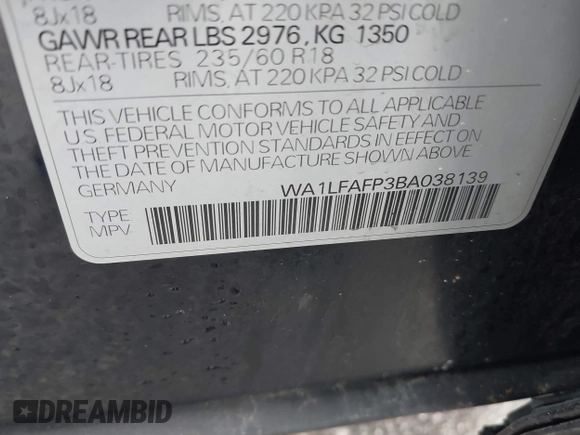 8Jx18 RIMS, AT 220 KPA 32 PSI COLD
GAWR REAR LBS 2976, KG 1350
REAR-TIRES 235/60 R18
8Jx18 RIMS, AT 220 KPA 32 PSI COLD
THIS VEHICLE CONFORMS TO ALL APPLICABLE
U.S. FEDERAL MOTOR VEHICLE SAFETY AND
THEFT PREVENTION STANDARDS IN EFFECT ON
THE DATE OF MANUFACTURE SHOWN ABOVE
GERMANY WA1LFAFP3BA038139
TYPE
MPV
DREAMBID